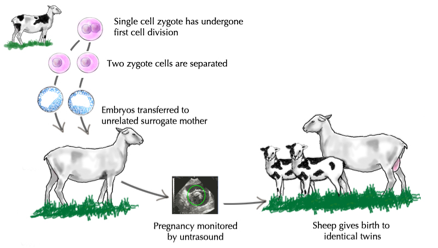 Single cell zygote has undergone
first cell division
Two zygote cells are separated
Embryos transferred to
unrelated surrogate mother
Pregnancy monitored
by ultrasound
Sheep gives birth to
identical twins